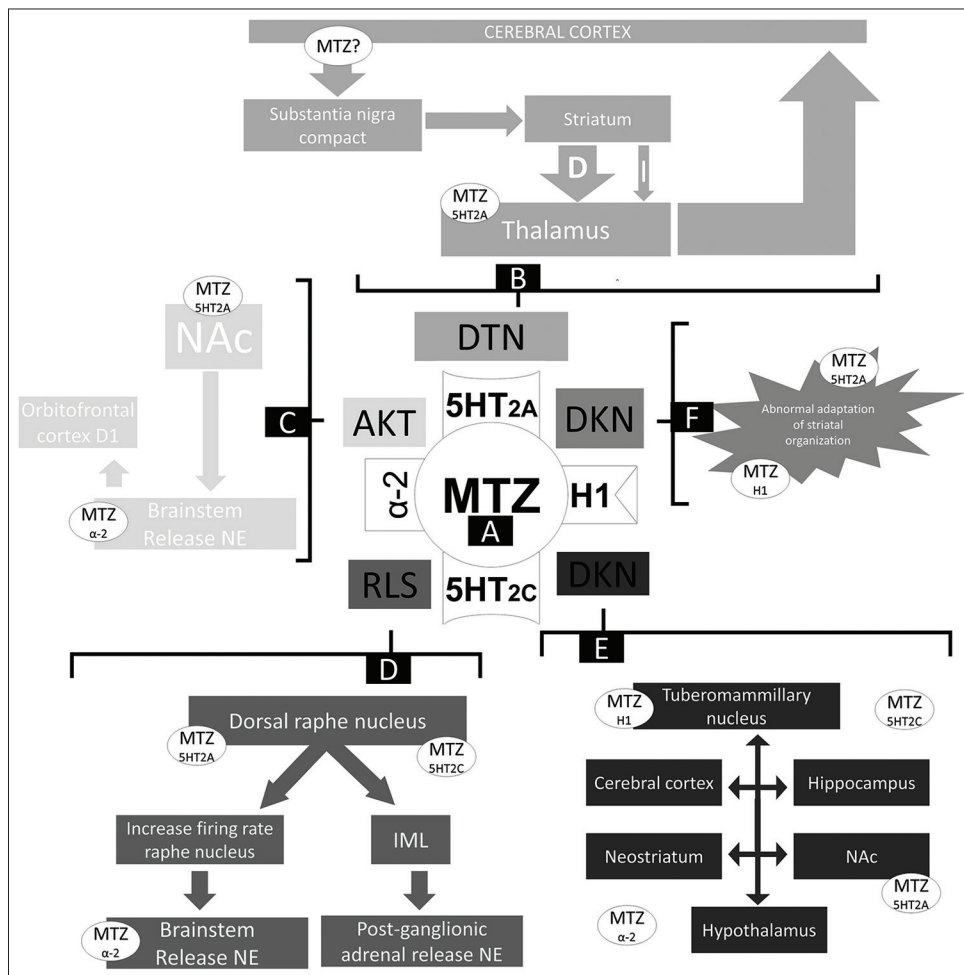 CEREBRAL CORTEX
MTZ?
Substantia nigra
compact
Striatum
D
I
MTZ
5HT2A
Thalamus
B
MTZ
5HT2A
NAc
Orbitofrontal
cortex D1
MTZ
α-2
Brainstem
Release NE
C
DTN
AKT
5HT2A
DKN
α-2
MTZ
A
H1
RLS
5HT2C
DKN
F
MTZ
5HT2A
Abnormal adaptation
of striatal
organization
MTZ
H1
D
Dorsal raphe nucleus
MTZ
5HT2A
MTZ
5HT2C
Increase firing rate
raphe nucleus
IML
MTZ
α-2
Brainstem
Release NE
Post-ganglionic
adrenal release NE
E
MTZ
H1
Tuberomammillary
nucleus
MTZ
5HT2C
Cerebral cortex
Hippocampus
Neostriatum
NAc
MTZ
5HT2A
MTZ
α-2
Hypothalamus